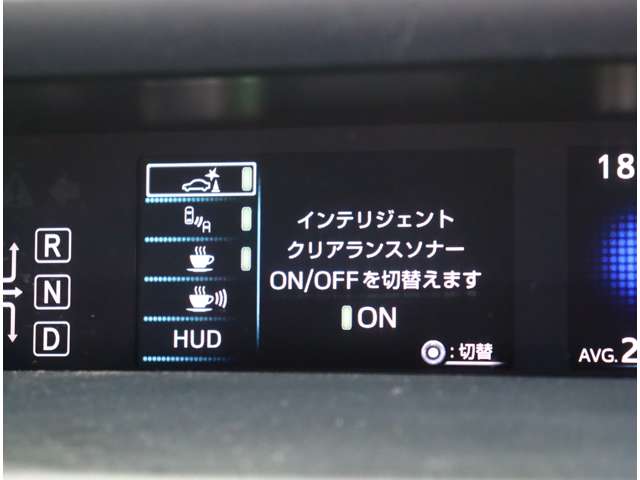 R
N
D
HUD
インテリジェント
クリアランスソナー
ON/OFFを切替えます
ON
:切替
18
AVG.2